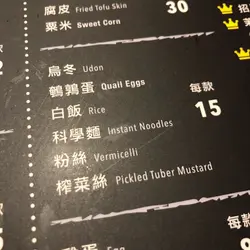 腐皮 Fried Tofu Skin 30
粟米 Sweet Corn
烏冬 Udon
鵪鶉蛋 Quail Eggs 每款
白飯 Rice 15
科學麵 Instant Noodles
粉絲 Vermicelli
榨菜絲 Pickled Tuber Mustard
每款